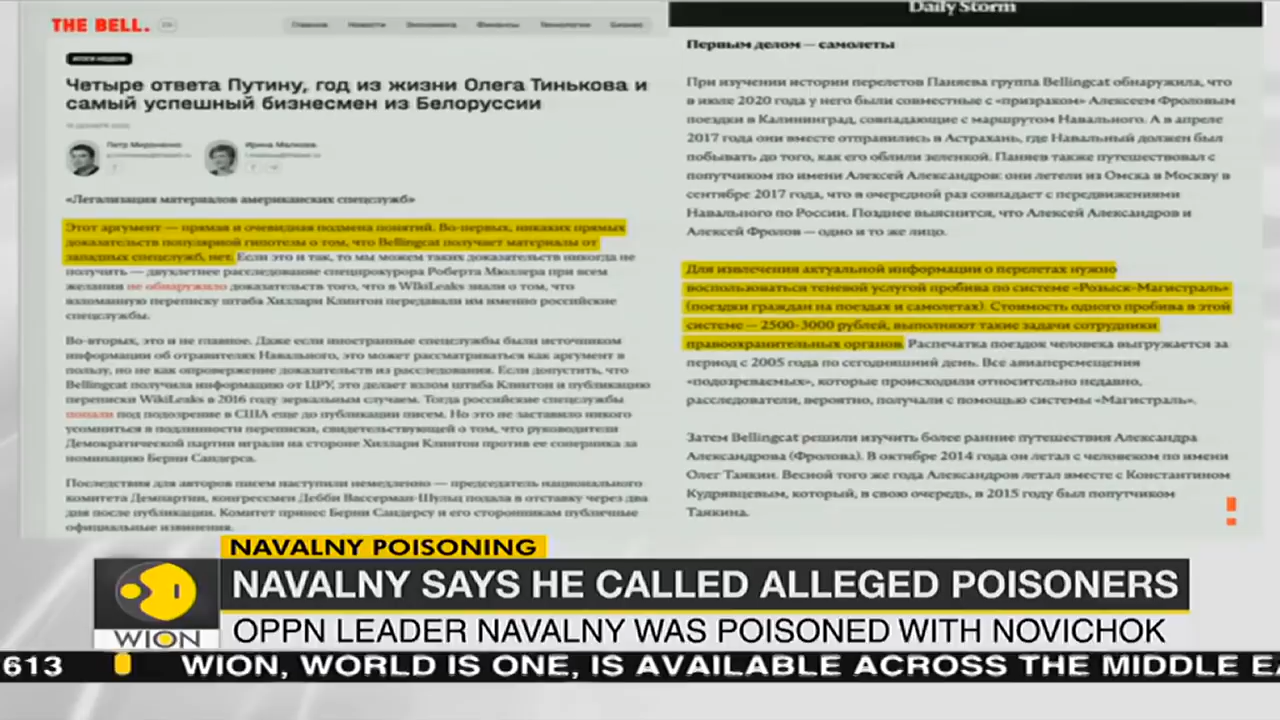 THE BELL.
Главная Новости Экономика Финансы Технологии Бизнес
ИТОГИ НЕДЕЛИ
Четыре ответа Путину, год из жизни Олега Тинькова и
самый успешный бизнесмен из Белоруссии
Петр Мироненко
Ирина Малкова
«Легализация материалов американских спецслужб»
Этот аргумент — прямая и очевидная подмена понятий. Во-первых, никаких прямых
доказательств популярной гипотезы о том, что Bellingcat получает материалы от
западных спецслужб, нет. Если это и так, то мы можем таких доказательств никогда не
получить — двухлетнее расследование спецпрокурора Роберта Мюллера при всем
желании не обнаружило доказательств того, что в WikiLeaks знали о том, что
взломанную переписку штаба Хиллари Клинтон передавали им именно российские
спецслужбы.
Во-вторых, это и не главное. Даже если иностранные спецслужбы были источником
информации об отравителях Навального, это может рассматриваться как аргумент в
пользу, но не как опровержение доказательств из расследования. Если допустить, что
Bellingcat получила информацию от ЦРУ, это делает взлом штаба Клинтон и публикацию
переписки WikiLeaks в 2016 году зеркальным случаем. Тогда российские спецслужбы
попали под подозрение в США еще до публикации писем. Но это не заставило никого
усомниться в подлинности переписки, свидетельствующей о том, что руководители
Демократической партии играли на стороне Хиллари Клинтон против ее соперника за
номинацию Берни Сандерса.
Последствия для авторов писем наступили немедленно — председатель национального
комитета Демпартии, конгрессмен Дебби Вассерман-Шульц подала в отставку через два
дня после публикации. Комитет принес Берни Сандерсу и его сторонникам публичные
официальные извинения.
Daily Storm
Первым делом — самолеты
При изучении истории перелетов Паняева группа Bellingcat обнаружила, что
в июле 2020 года у него были совместные с «призраком» Алексеем Фроловым
поездки в Калининград, совпадающие с маршрутом Навального. А в апреле
2017 года они вместе отправились в Астрахань, где Навальный должен был
побывать до того, как его облили зеленкой. Паняев также путешествовал с
попутчиком по имени Алексей Александров: они летели из Омска в Москву в
сентябре 2017 года, что в очередной раз совпадает с передвижениями
Навального по России. Позднее выяснится, что Алексей Александров и
Алексей Фролов — одно и то же лицо.
Для извлечения актуальной информации о перелетах нужно
воспользоваться теневой услугой пробива по системе «Розыск-Магистраль»
(поездки граждан на поездах и самолетах). Стоимость одного пробива в этой
системе — 2500-3000 рублей, выполняют такие задачи сотрудники
правоохранительных органов. Распечатка поездок человека выгружается за
период с 2005 года по сегодняшний день. Все авиаперемещения
«подозреваемых», которые происходили относительно недавно,
расследователи, вероятно, получали с помощью системы «Магистраль».
Затем Bellingcat решили изучить более ранние путешествия Александра
Александрова (Фролова). В октябре 2014 года он летал с человеком по имени
Олег Таякин. Весной того же года Александров летал вместе с Константином
Кудрявцевым, который, в свою очередь, в 2015 году был попутчиком
Таякина.
NAVALNY POISONING
NAVALNY SAYS HE CALLED ALLEGED POISONERS
OPPN LEADER NAVALNY WAS POISONED WITH NOVICHOK
WION
613 WION, WORLD IS ONE, IS AVAILABLE ACROSS THE MIDDLE EA